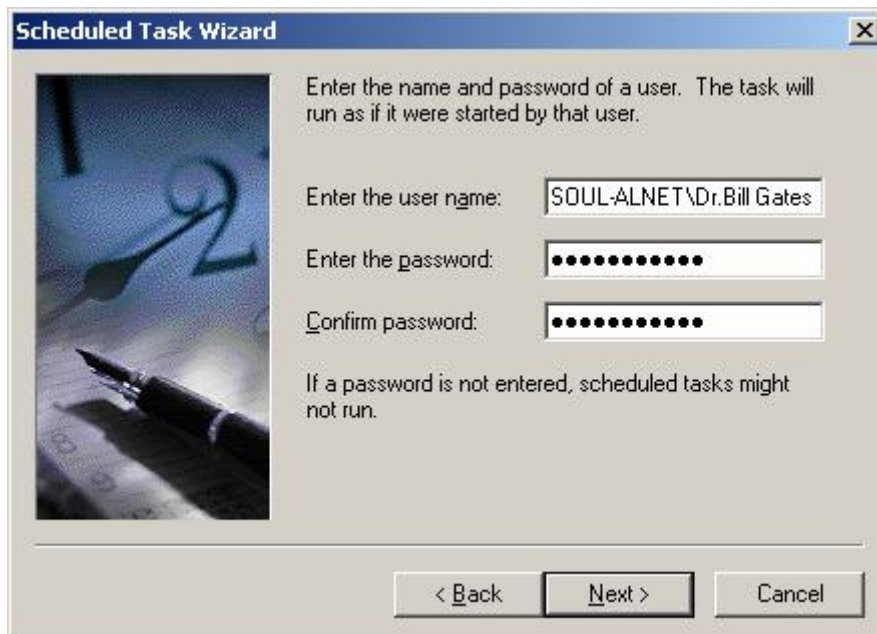 Scheduled Task Wizard
Enter the name and password of a user. The task will
run as if it were started by that user.
Enter the user name:
SOUL-ALNET\Dr.Bill Gates
Enter the password:
●●●●●●●●●●●
Confirm password:
●●●●●●●●●●●
If a password is not entered, scheduled tasks might
not run.
2
< Back
Next >
Cancel